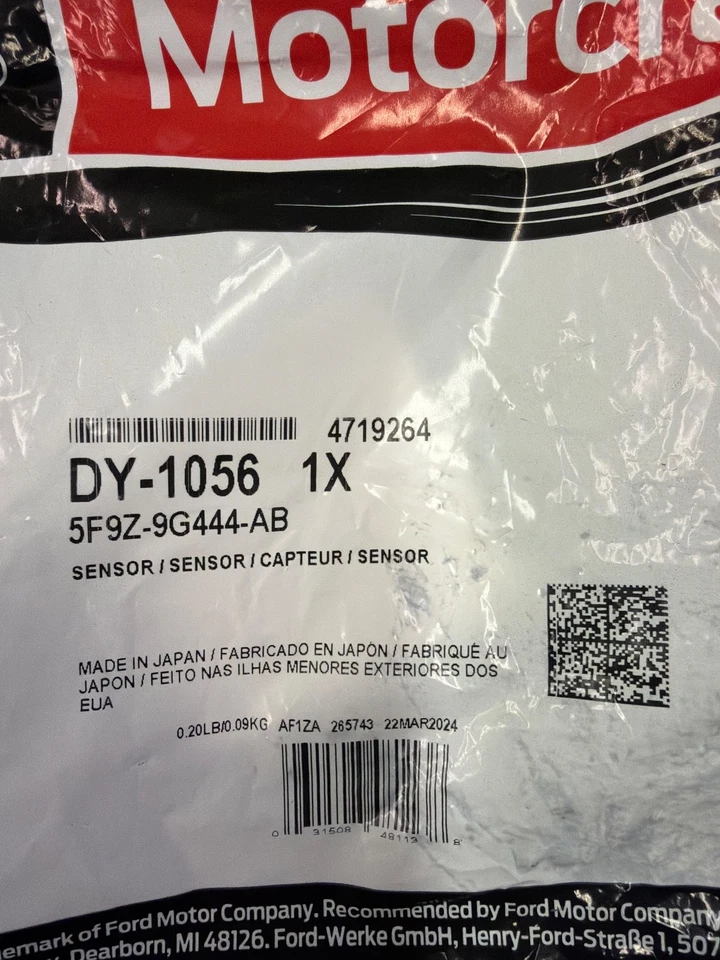 Motorcr
4719264
DY-1056 1X
5F9Z-9G444-AB
SENSOR / SENSOR / CAPTEUR / SENSOR
MADE IN JAPAN / FABRICADO EN JAPÓN / FABRIQUÉ AU
JAPON / FEITO NAS ILHAS MENORES EXTERIORES DOS
EUA
0.20LB/0.09KG AF1ZA 265743 22MAR2024
0 31508 48113 8
emark of Ford Motor Company. Recommended by Ford Motor Company
Dearborn, MI 48126. Ford-Werke GmbH, Henry-Ford-Straße 1, 507